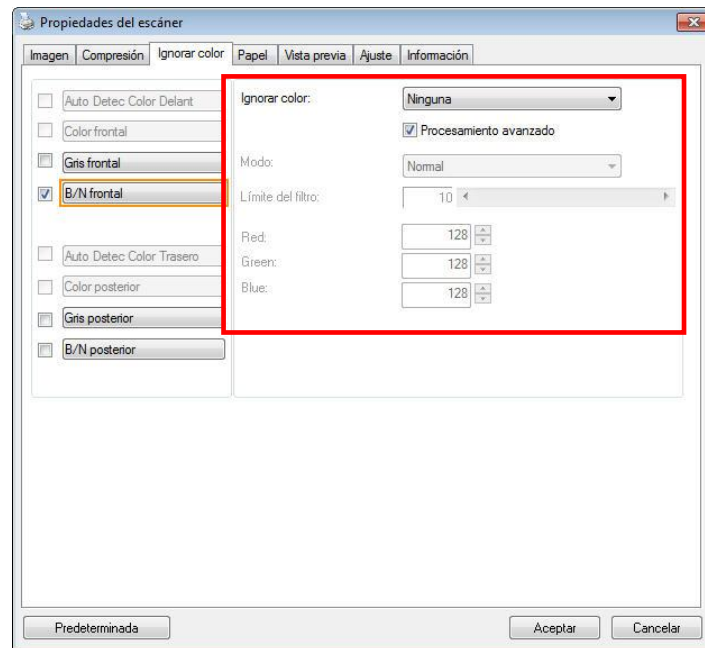 Propiedades del escáner
Imagen Compresión Ignorar color Papel Vista previa Ajuste Información
Auto Detec Color Delant
Color frontal
Gris frontal
B/N frontal
Auto Detec Color Trasero
Color posterior
Gris posterior
B/N posterior
Ignorar color: Ninguna
Procesamiento avanzado
Modo: Normal
Límite del filtro: 10
Red: 128
Green: 128
Blue: 128
Predeterminada Aceptar Cancelar